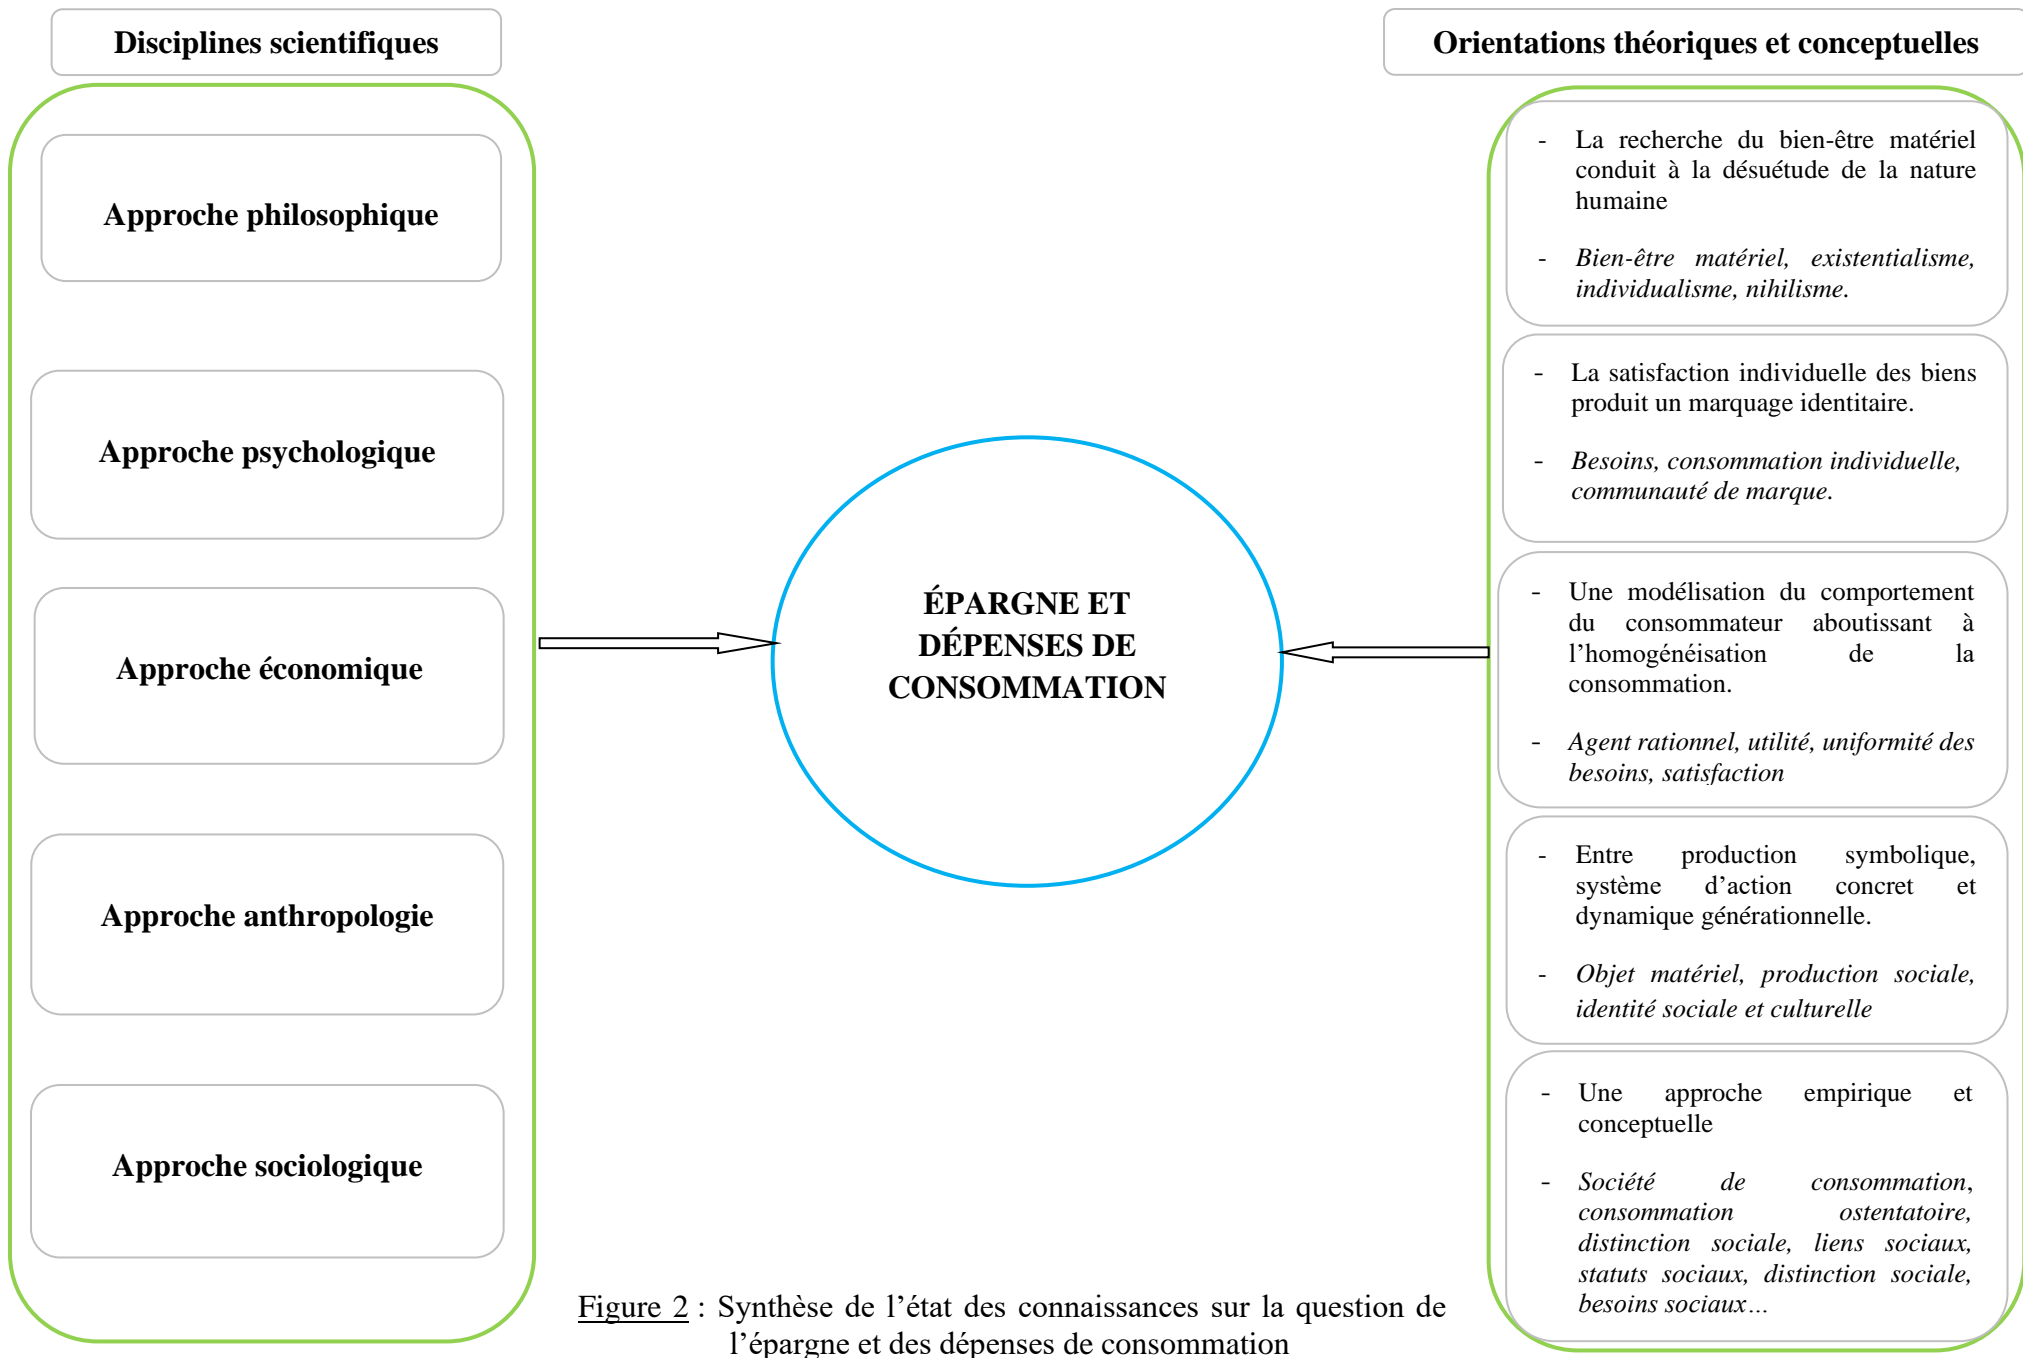 Disciplines scientifiques
Approche philosophique
Approche psychologique
Approche économique
Approche anthropologie
Approche sociologique
ÉPARGNE ET
DÉPENSES DE
CONSOMMATION
Orientations théoriques et conceptuelles
- La recherche du bien-être matériel
conduit à la désuétude de la nature
humaine
- Bien-être matériel, existentialisme,
individualisme, nihilisme.
- La satisfaction individuelle des biens
produit un marquage identitaire.
- Besoins, consommation individuelle,
communauté de marque.
- Une modélisation du comportement
du consommateur aboutissant à
l’homogénéisation de la
consommation.
- Agent rationnel, utilité, uniformité des
besoins, satisfaction
- Entre production symbolique,
système d’action concret et
dynamique générationnelle.
- Objet matériel, production sociale,
identité sociale et culturelle
- Une approche empirique et
conceptuelle
- Société de consommation,
consommation ostentatoire,
distinction sociale, liens sociaux,
statuts sociaux, distinction sociale,
besoins sociaux…
Figure 2 : Synthèse de l’état des connaissances sur la question de
l’épargne et des dépenses de consommation